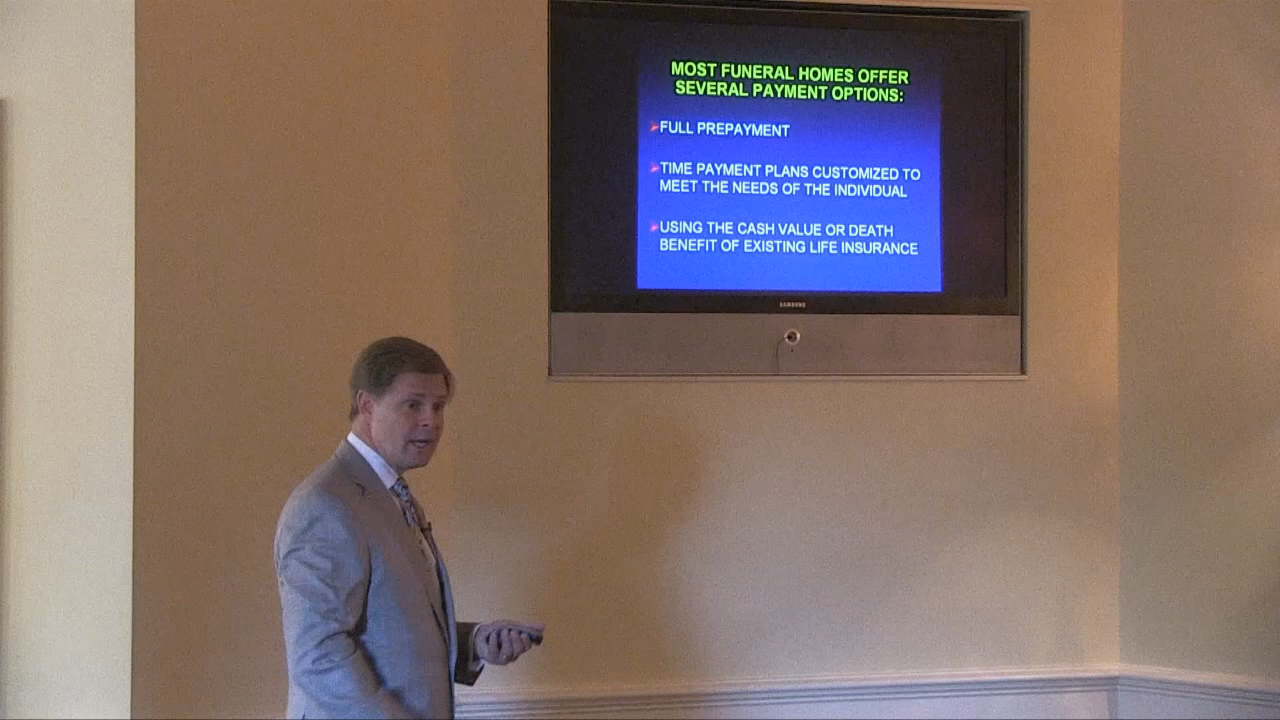 MOST FUNERAL HOMES OFFER
SEVERAL PAYMENT OPTIONS:
FULL PREPAYMENT
TIME PAYMENT PLANS CUSTOMIZED TO
MEET THE NEEDS OF THE INDIVIDUAL
USING THE CASH VALUE OR DEATH
BENEFIT OF EXISTING LIFE INSURANCE
SAMSUNG